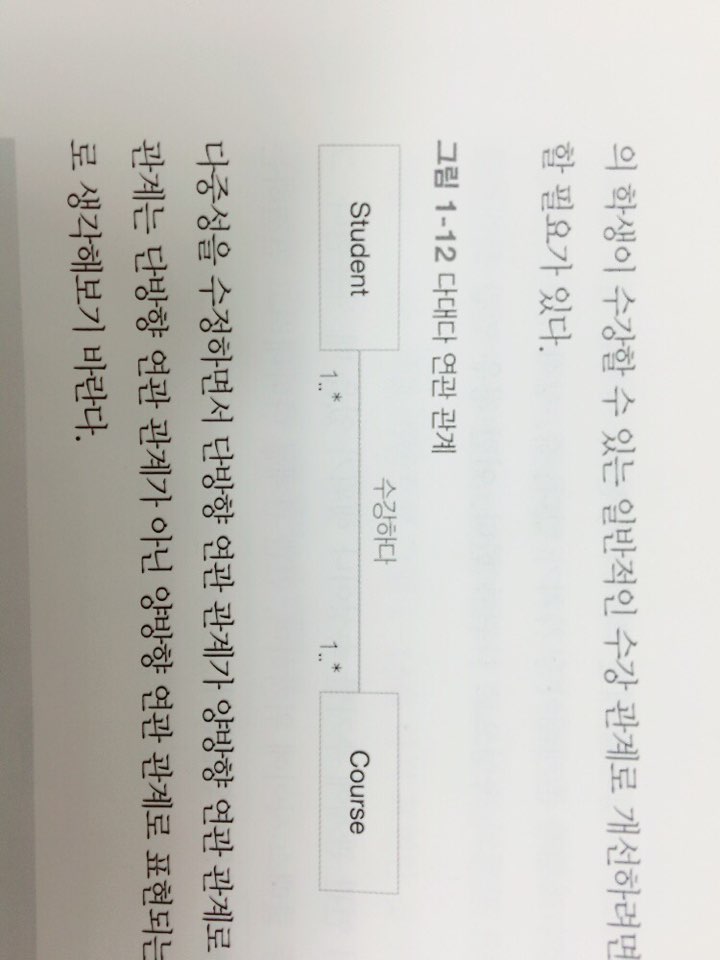 의 학생이 수강할 수 있는 일반적인 수강 관계로 개선하려면
할 필요가 있다.
그림 1-12 다대다 연관 관계
수강하다
Student
Course
1..*
1..*
다중성을 수정하면서 단방향 연관 관계가 양방향 연관 관계로
관계는 단방향 연관 관계가 아닌 양방향 연관 관계로 표현되는
로 생각해보기 바란다.